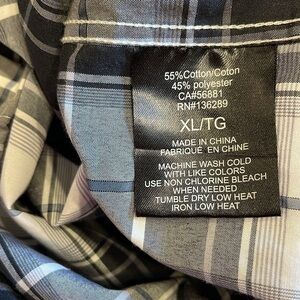 55%Cotton/Coton
45% polyester
CA#56881
RN#136289
XL/TG
MADE IN CHINA
FABRIQUÉ EN CHINE
MACHINE WASH COLD
WITH LIKE COLORS
USE NON CHLORINE BLEACH
WHEN NEEDED
TUMBLE DRY LOW HEAT
IRON LOW HEAT